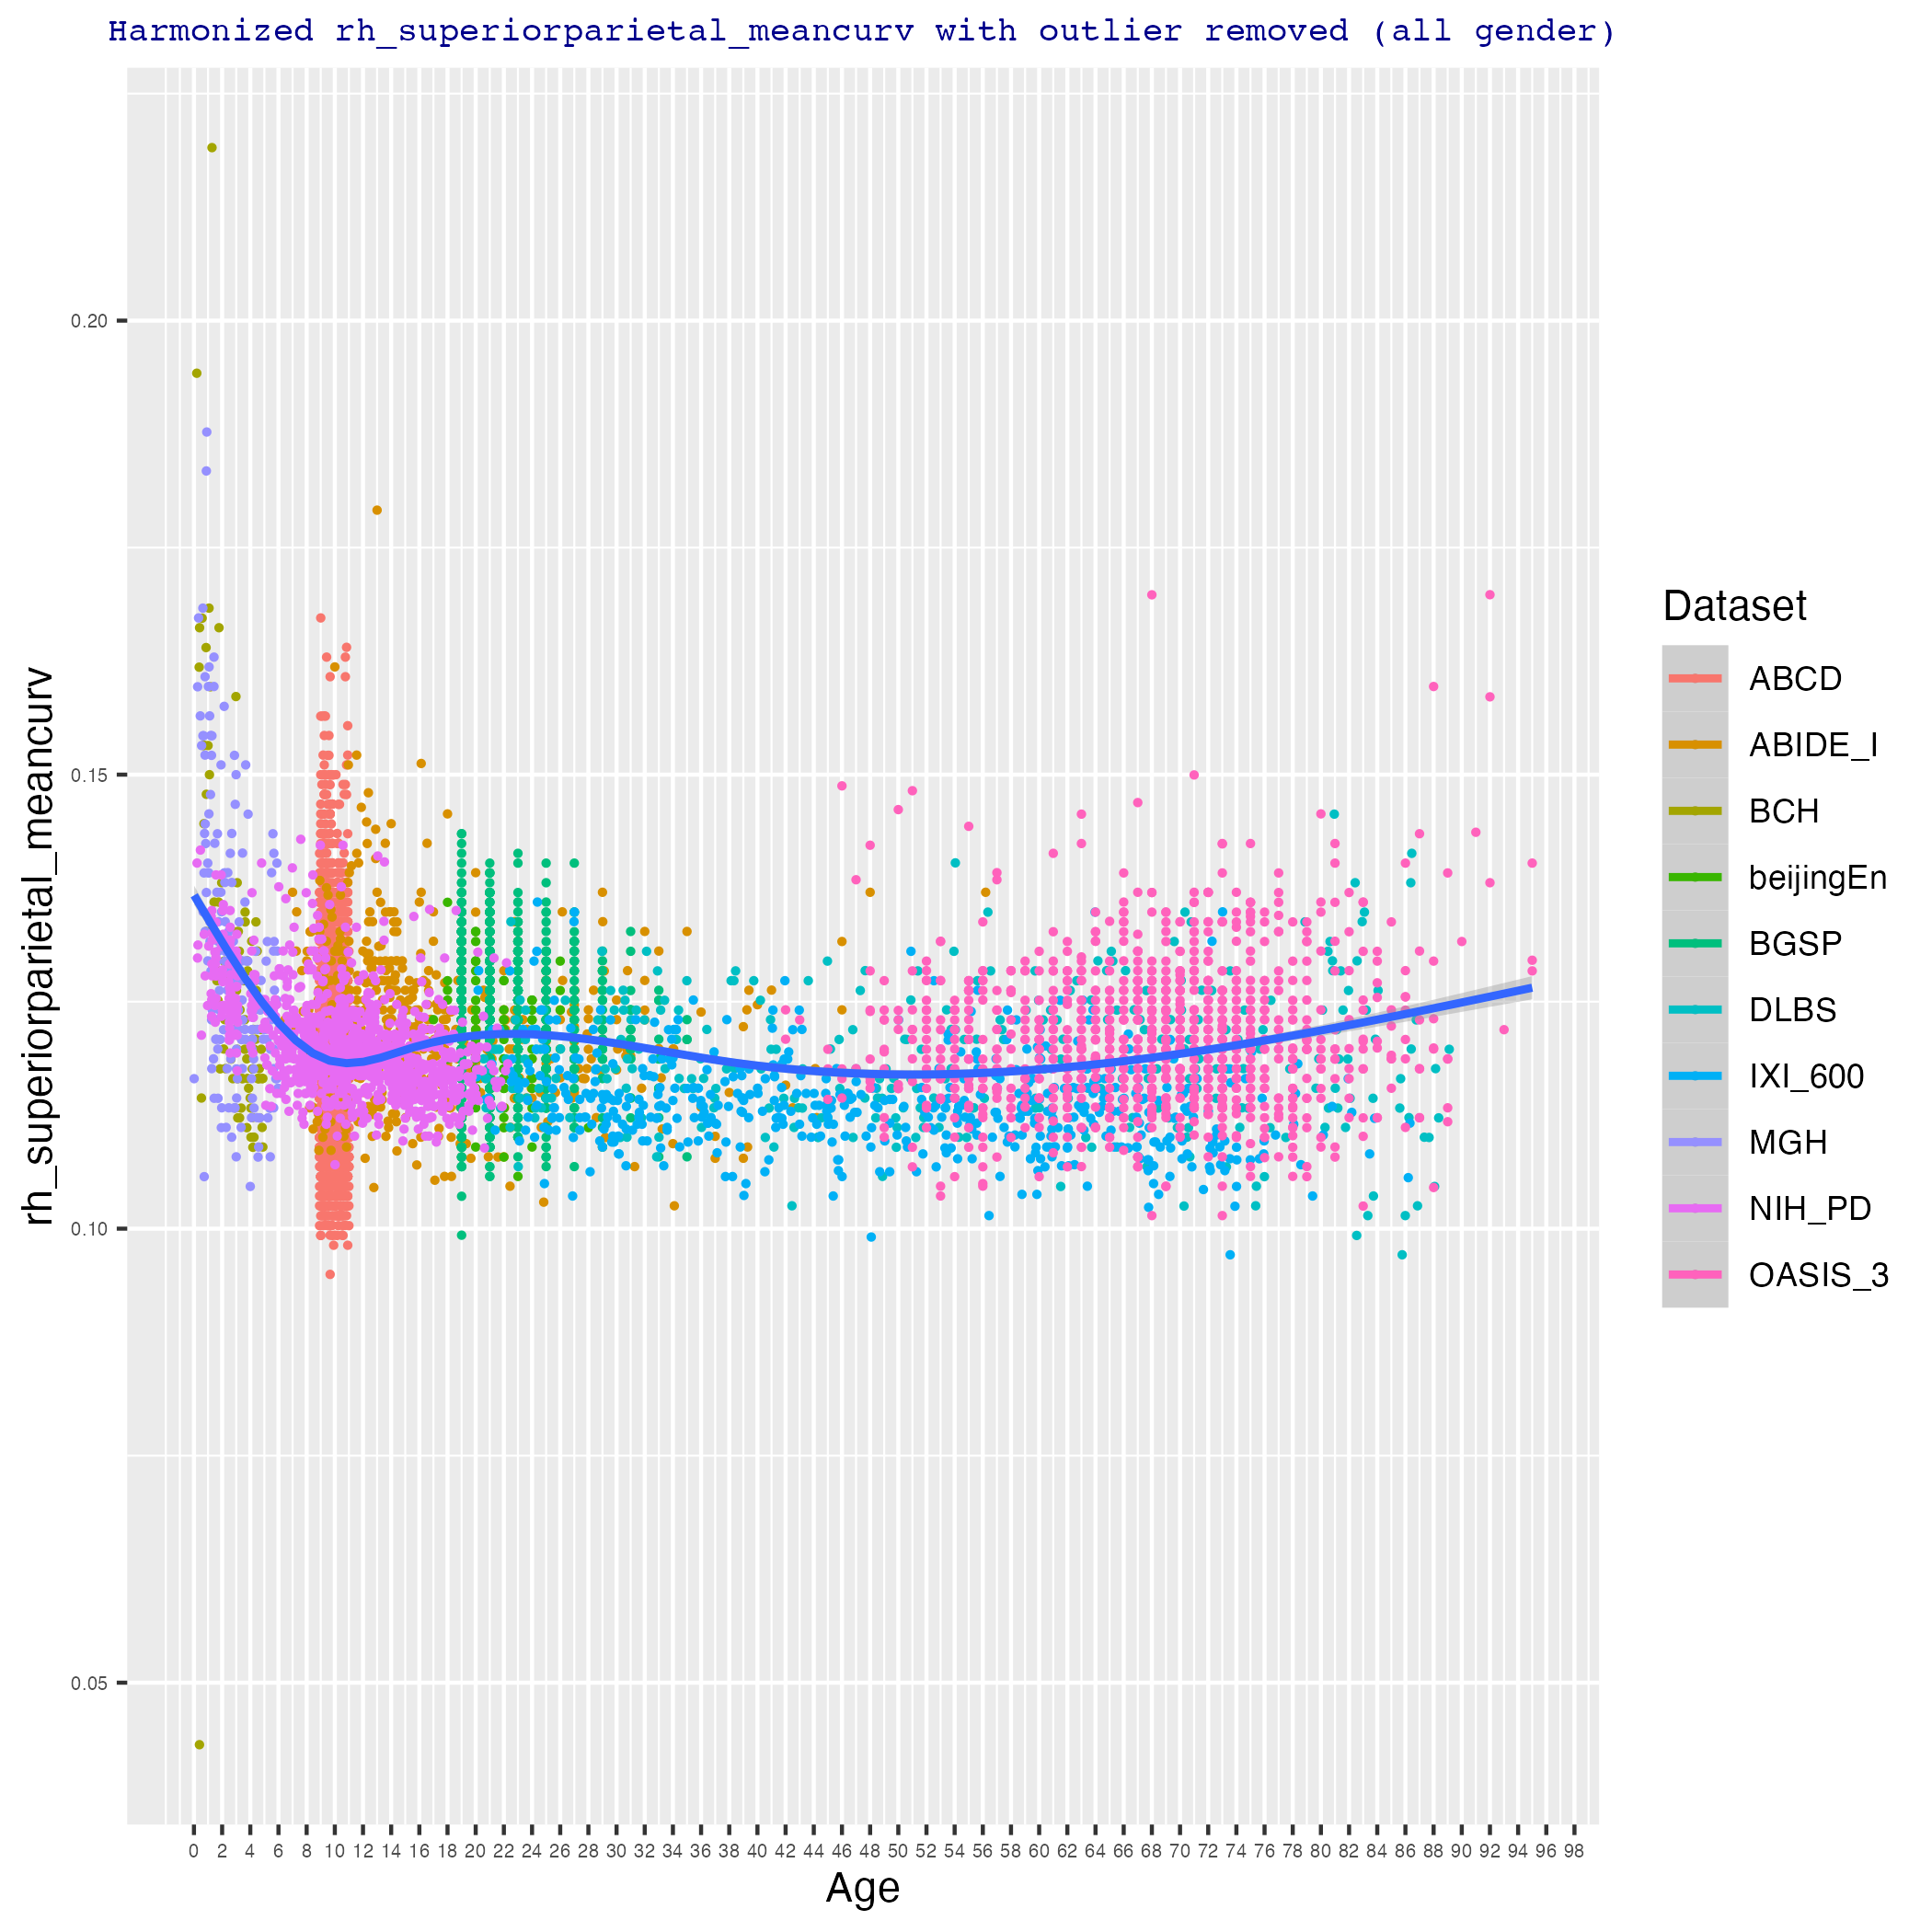 Harmonized rh_superiorparietal_meancurv with outlier removed (all gender)
rh_superiorparietal_meancurv
0.20
0.15
0.10
0.05
0 2 4 6 8 10 12 14 16 18 20 22 24 26 28 30 32 34 36 38 40 42 44 46 48 50 52 54 56 58 60 62 64 66 68 70 72 74 76 78 80 82 84 86 88 90 92 94 96 98
Age
Dataset
ABCD
ABIDE_I
BCH
beijingEn
BGSP
DLBS
IXI_600
MGH
NIH_PD
OASIS_3